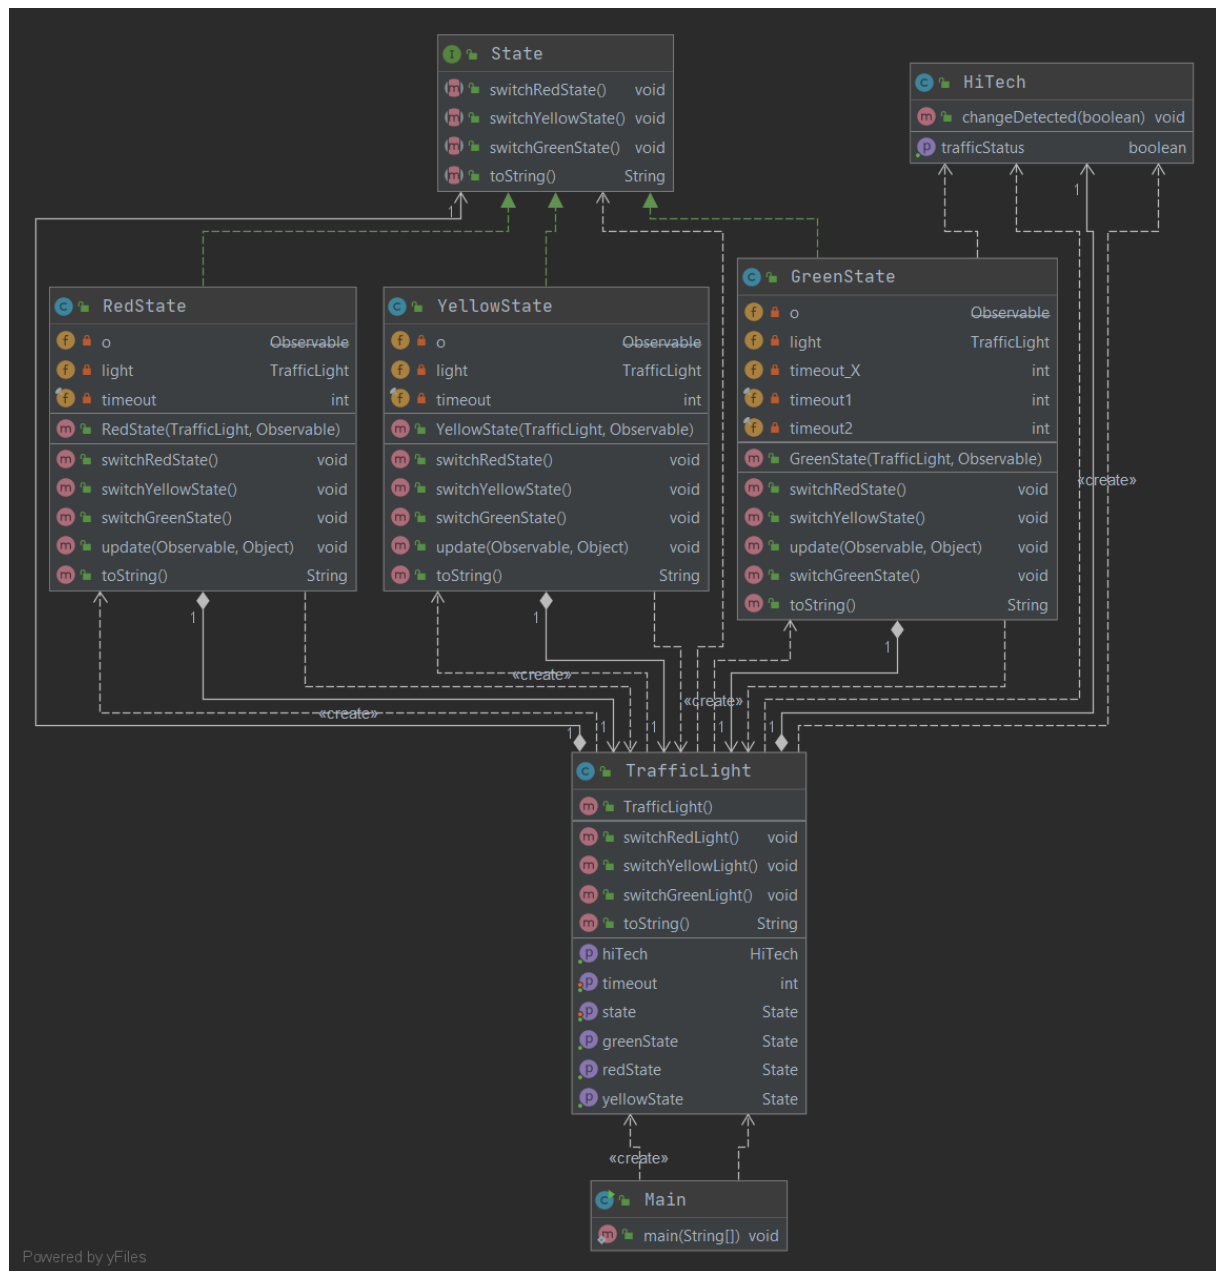 State
switchRedState() void
switchYellowState() void
switchGreenState() void
toString() String
HiTech
changeDetected(boolean) void
trafficStatus boolean
1
1
RedState
o Observable
light TrafficLight
timeout int
RedState(TrafficLight, Observable)
switchRedState() void
switchYellowState() void
switchGreenState() void
update(Observable, Object) void
toString() String
YellowState
o Observable
light TrafficLight
timeout int
YellowState(TrafficLight, Observable)
switchRedState() void
switchYellowState() void
switchGreenState() void
update(Observable, Object) void
toString() String
GreenState
o Observable
light TrafficLight
timeout_X int
timeout1 int
timeout2 int
GreenState(TrafficLight, Observable)
switchRedState() void
switchYellowState() void
update(Observable, Object) void
switchGreenState() void
toString() String
«create»
1
1
1
«create»
«create»
«create»
1
1
1
1
1
TrafficLight
TrafficLight()
switchRedLight() void
switchYellowLight() void
switchGreenLight() void
toString() String
hiTech HiTech
timeout int
state State
greenState State
redState State
yellowState State
«create»
Main
main(String[]) void
Powered by yFiles